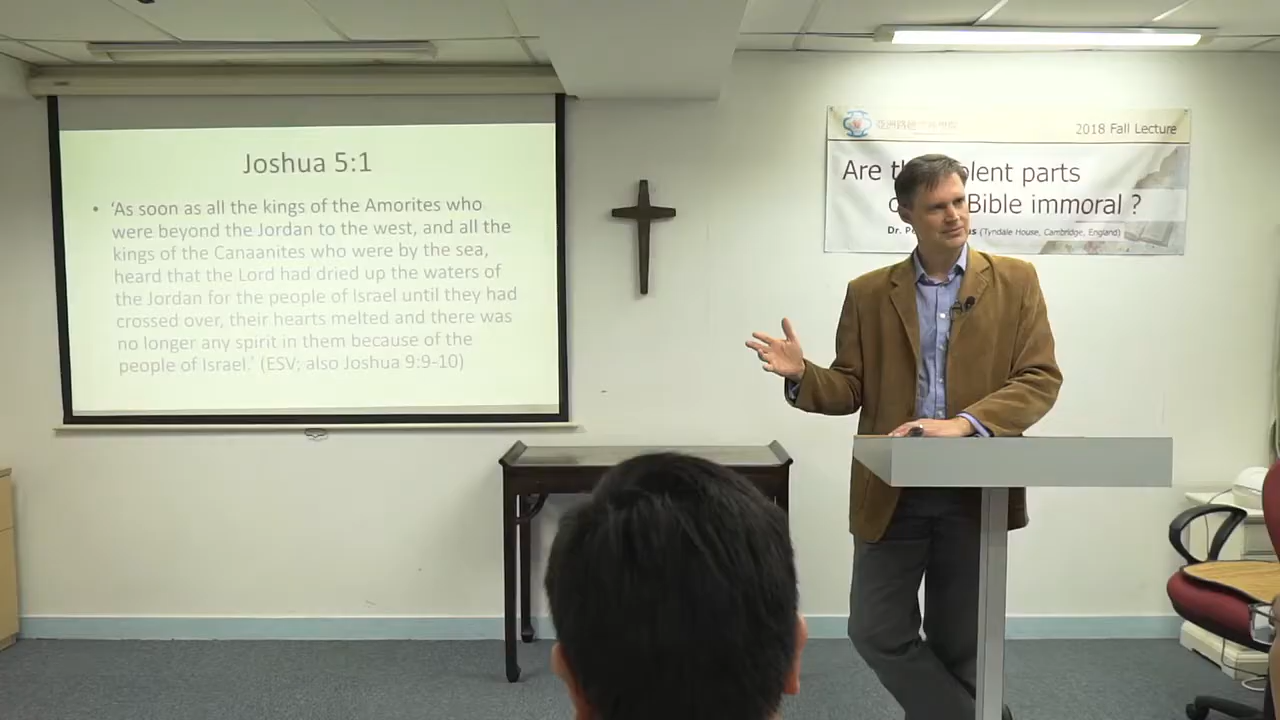 Joshua 5:1
• 'As soon as all the kings of the Amorites who
were beyond the Jordan to the west, and all the
kings of the Canaanites who were by the sea,
heard that the Lord had dried up the waters of
the Jordan for the people of Israel until they had
crossed over, their hearts melted and there was
no longer any spirit in them because of the
people of Israel.' (ESV; also Joshua 9:9-10)
2018 Fall Lecture
Are th olent parts
o Bible immoral ?
Dr. P us (Tyndale House, Cambridge, England)